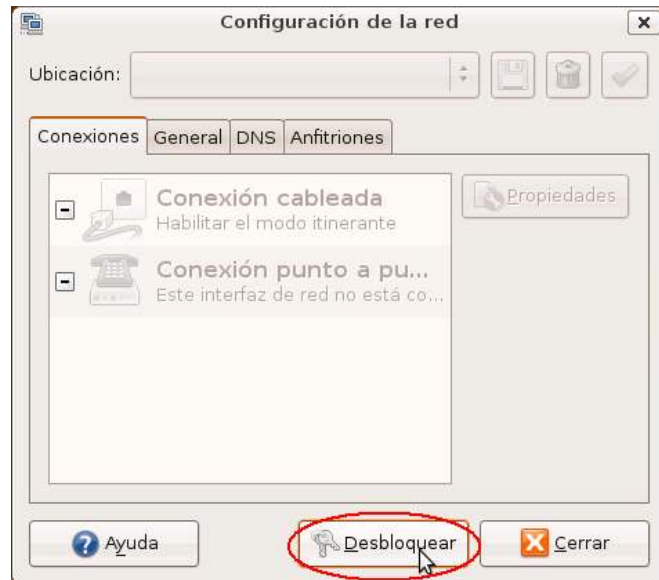 Configuración de la red
Ubicación:
Conexiones General DNS Anfitriones
Conexión cableada
Habilitar el modo itinerante
Propiedades
Conexión punto a pu...
Este interfaz de red no está co...
Ayuda Desbloquear Cerrar